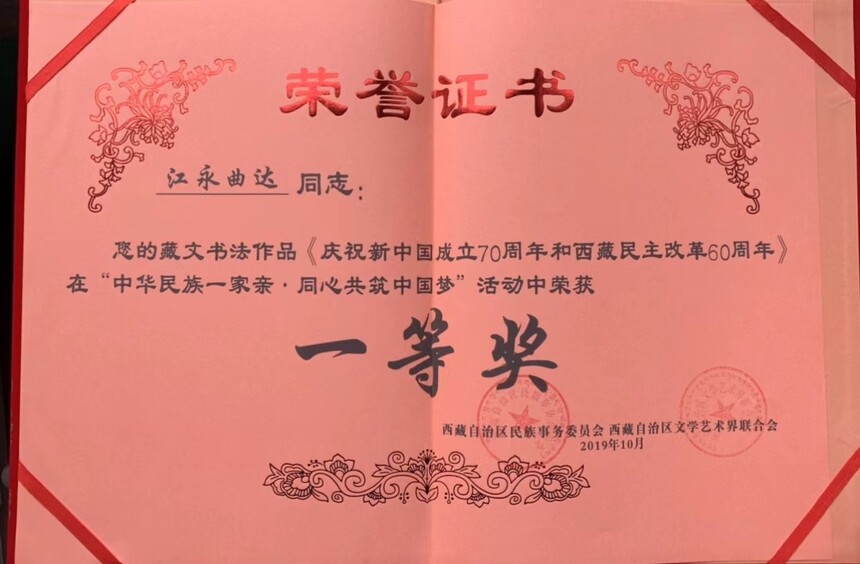 荣誉证书
江永曲达 同志：
您的藏文书法作品《庆祝新中国成立70周年和西藏民主改革60周年》
在“中华民族一家亲·同心共筑中国梦”活动中荣获
一等奖
西藏自治区民族事务委员会 西藏自治区文学艺术界联合会
2019年10月